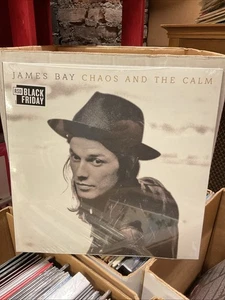 JAMES BAY CHAOS AND THE CALM
RSD
BLACK
FRIDAY